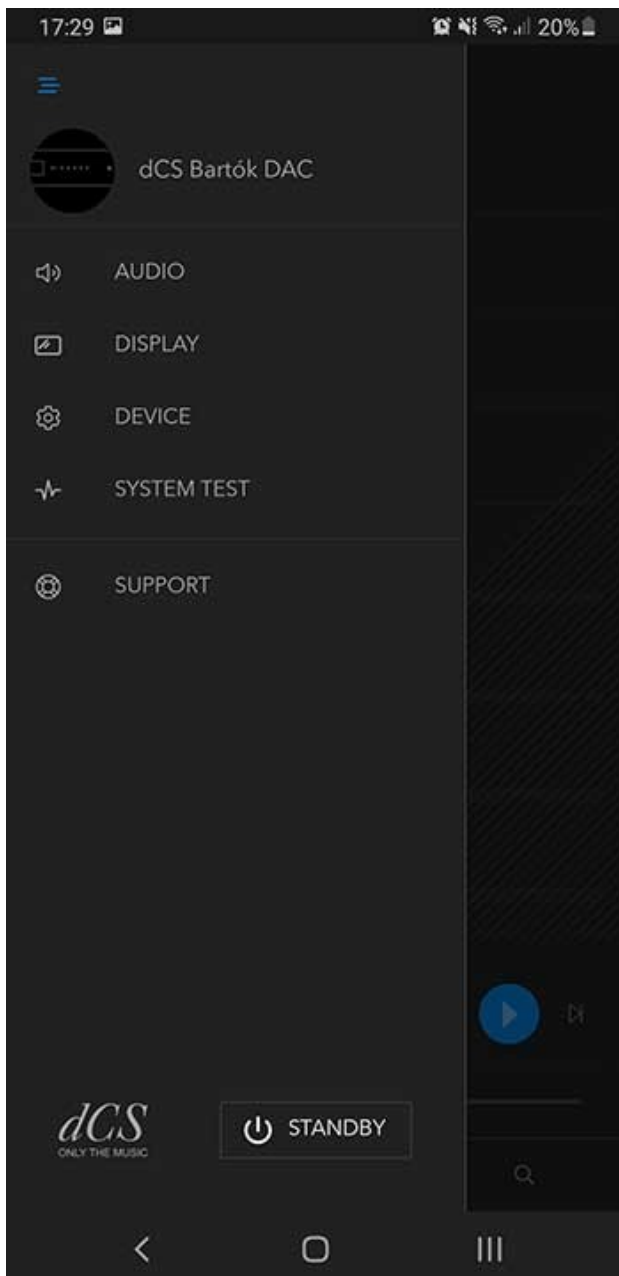 17:29 20%
dCS Bartók DAC
AUDIO
DISPLAY
DEVICE
SYSTEM TEST
SUPPORT
dCS
ONLY THE MUSIC
STANDBY